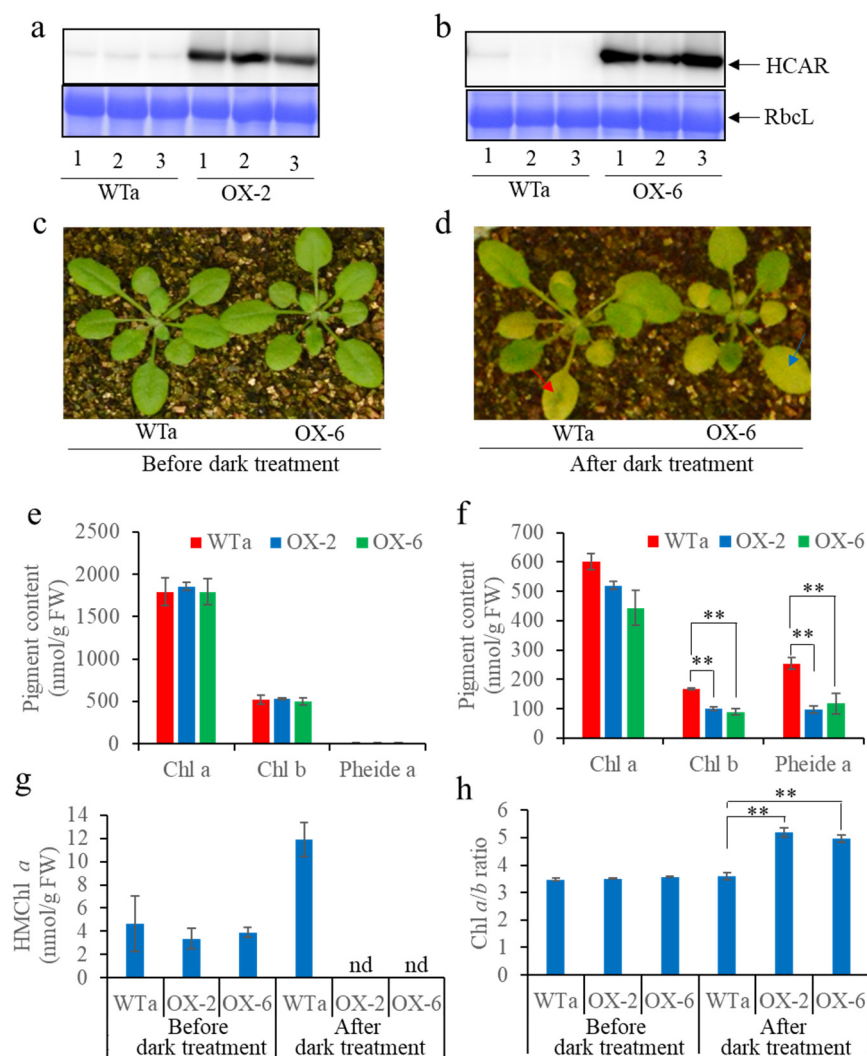 a
b
HCAR
RbcL
1 2 3 1 2 3
WTa OX-2
1 2 3 1 2 3
WTa OX-6
c
d
WTa OX-6
Before dark treatment
WTa OX-6
After dark treatment
e
2500
2000
1500
1000
500
0
Pigment content
(nmol/g FW)
WTa OX-2 OX-6
Chl a Chl b Pheide a
f
700
600
500
400
300
200
100
0
Pigment content
(nmol/g FW)
WTa OX-2 OX-6
**
**
**
**
Chl a Chl b Pheide a
g
14
12
10
8
6
4
2
0
HMChl a
(nmol/g FW)
nd nd
WTa OX-2 OX-6 WTa OX-2 OX-6
Before After
dark treatment dark treatment
h
6
5
4
3
2
1
0
Chl a/b ratio
**
**
WTa OX-2 OX-6 WTa OX-2 OX-6
Before After
dark treatment dark treatment